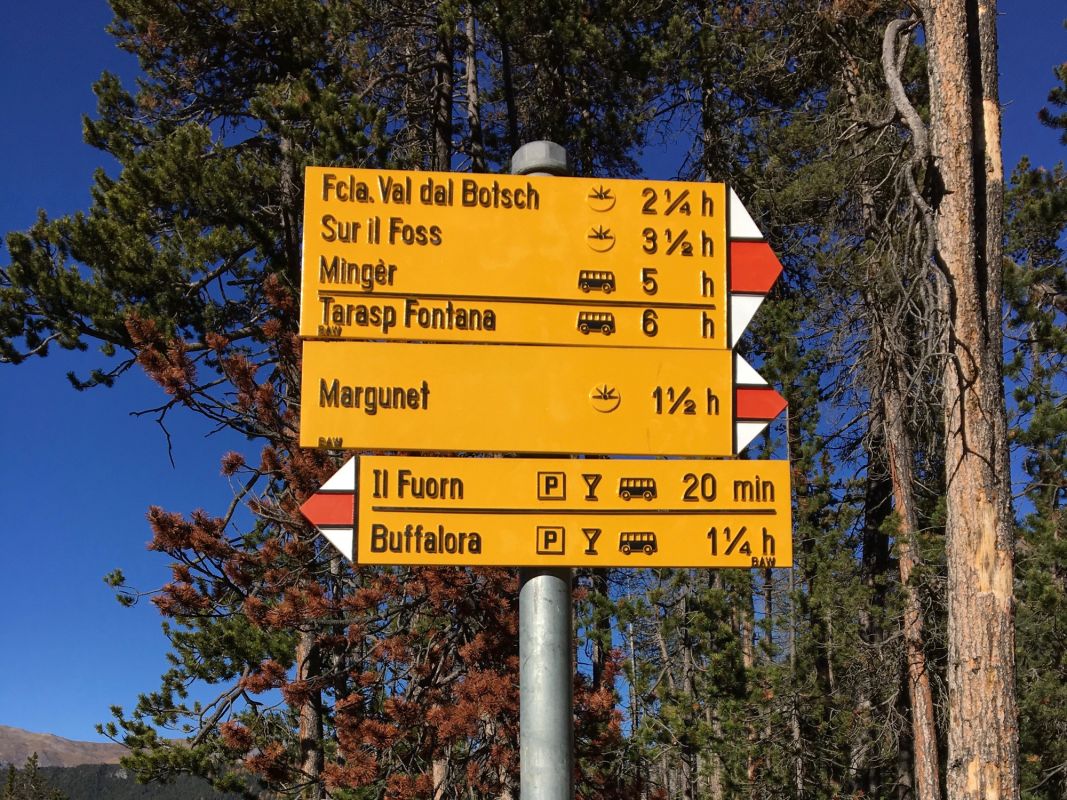 Fcla. Val dal Botsch 2¼ h
Sur il Foss 3½ h
Mingèr 5 h
Tarasp Fontana 6 h
BAW
Margunet 1½ h
BAW
Il Fuorn P 20 min
Buffalora P 1¼ h
BAW